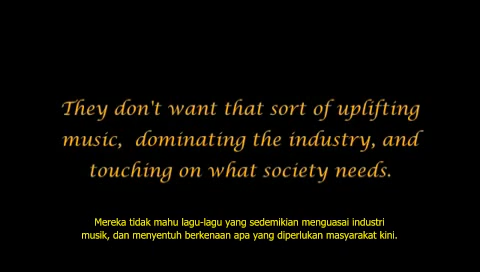 They don't want that sort of uplifting
music, dominating the industry, and
touching on what society needs.
Mereka tidak mahu lagu-lagu yang sedemikian menguasai industri
musik, dan menyentuh berkenaan apa yang diperlukan masyarakat kini.